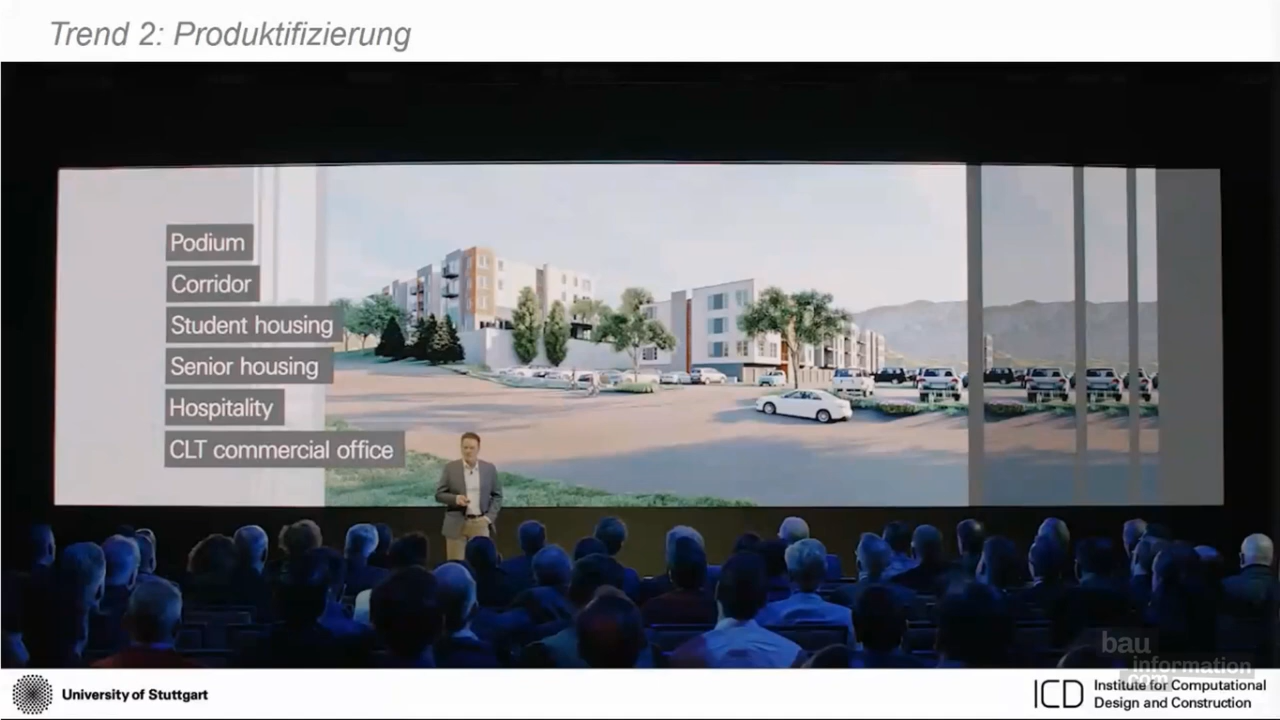 Trend 2: Produktifizierung
Podium
Corridor
Student housing
Senior housing
Hospitality
CLT commercial office
bau
information
com
University of Stuttgart
ICD
Institute for Computational
Design and Construction